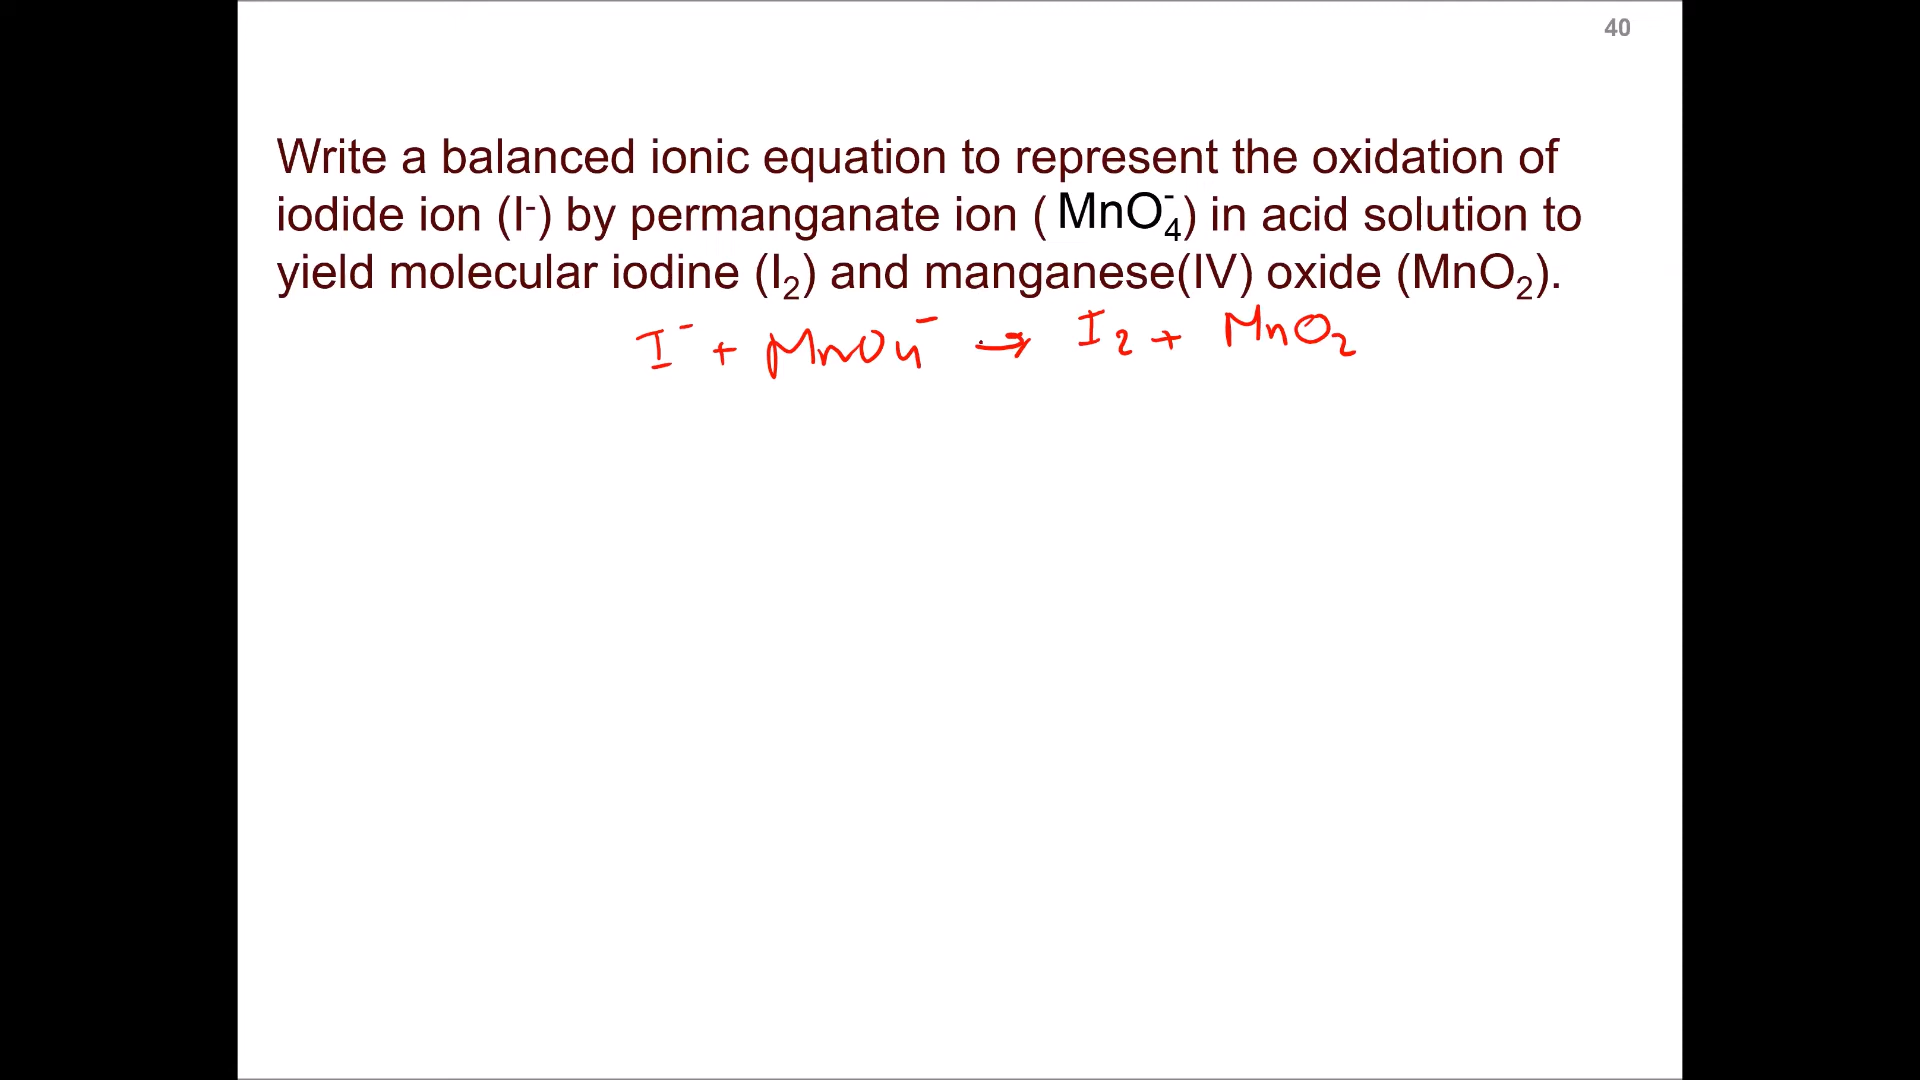 40
Write a balanced ionic equation to represent the oxidation of
iodide ion (I⁻) by permanganate ion ( MnO₄⁻) in acid solution to
yield molecular iodine (I₂) and manganese(IV) oxide (MnO₂).
I⁻ + MnO₄⁻ → I₂ + MnO₂